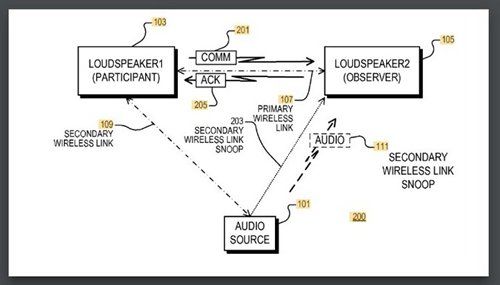 103
201
105
COMM
LOUDSPEAKER1
(PARTICIPANT)
LOUDSPEAKER2
(OBSERVER)
ACK
205
107
PRIMARY
WIRELESS
LINK
109
SECONDARY
WIRELESS LINK
203
SECONDARY
WIRELESS LINK
SNOOP
AUDIO
111
SECONDARY
WIRELESS LINK
SNOOP
101
AUDIO
SOURCE
200